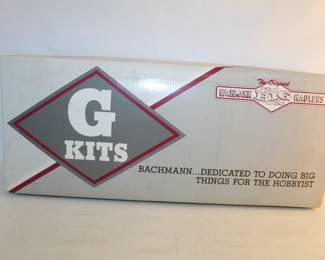 The Original
BACHMANN BIG HAULERS
G
KITS
BACHMANN...DEDICATED TO DOING BIG
THINGS FOR THE HOBBYIST